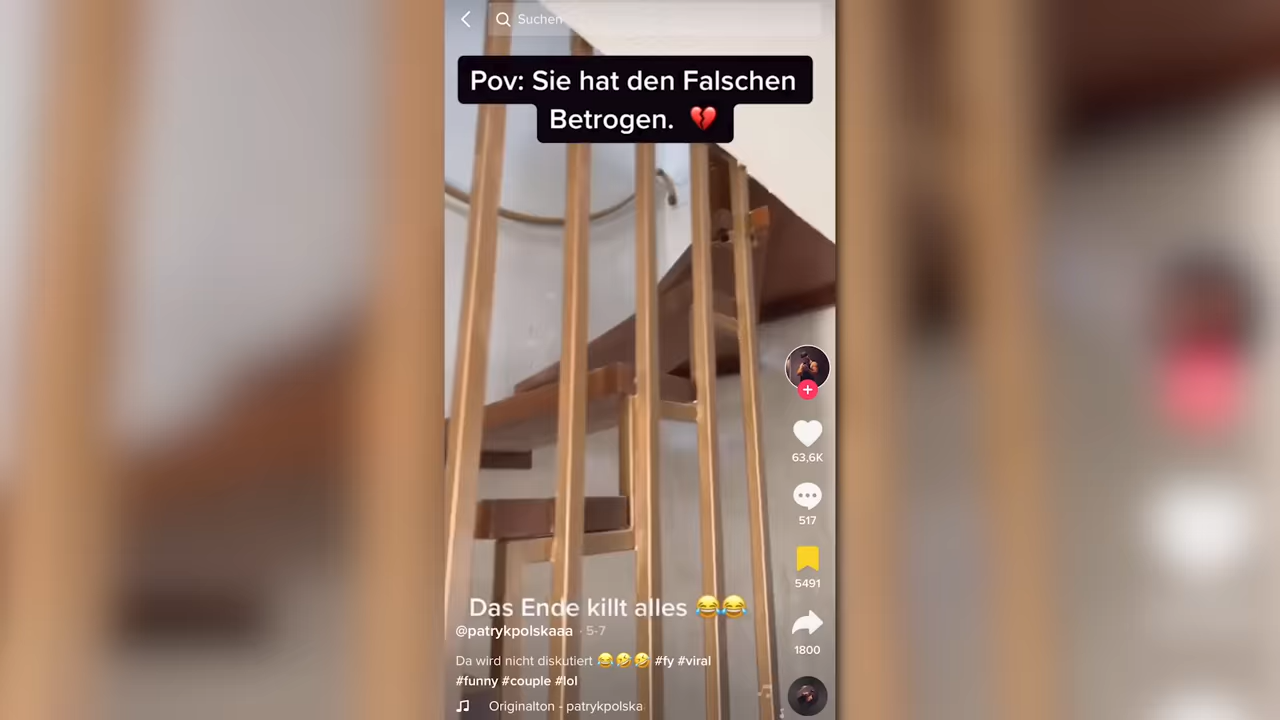 Suchen
Pov: Sie hat den Falschen
Betrogen. 💔
63,6K
517
5491
1800
Das Ende killt alles 😂😂
@patrykpolskaaa · 5-7
Da wird nicht diskutiert 😂🤣🤣 #fy #viral
#funny #couple #lol
Originalton - patrykpolska